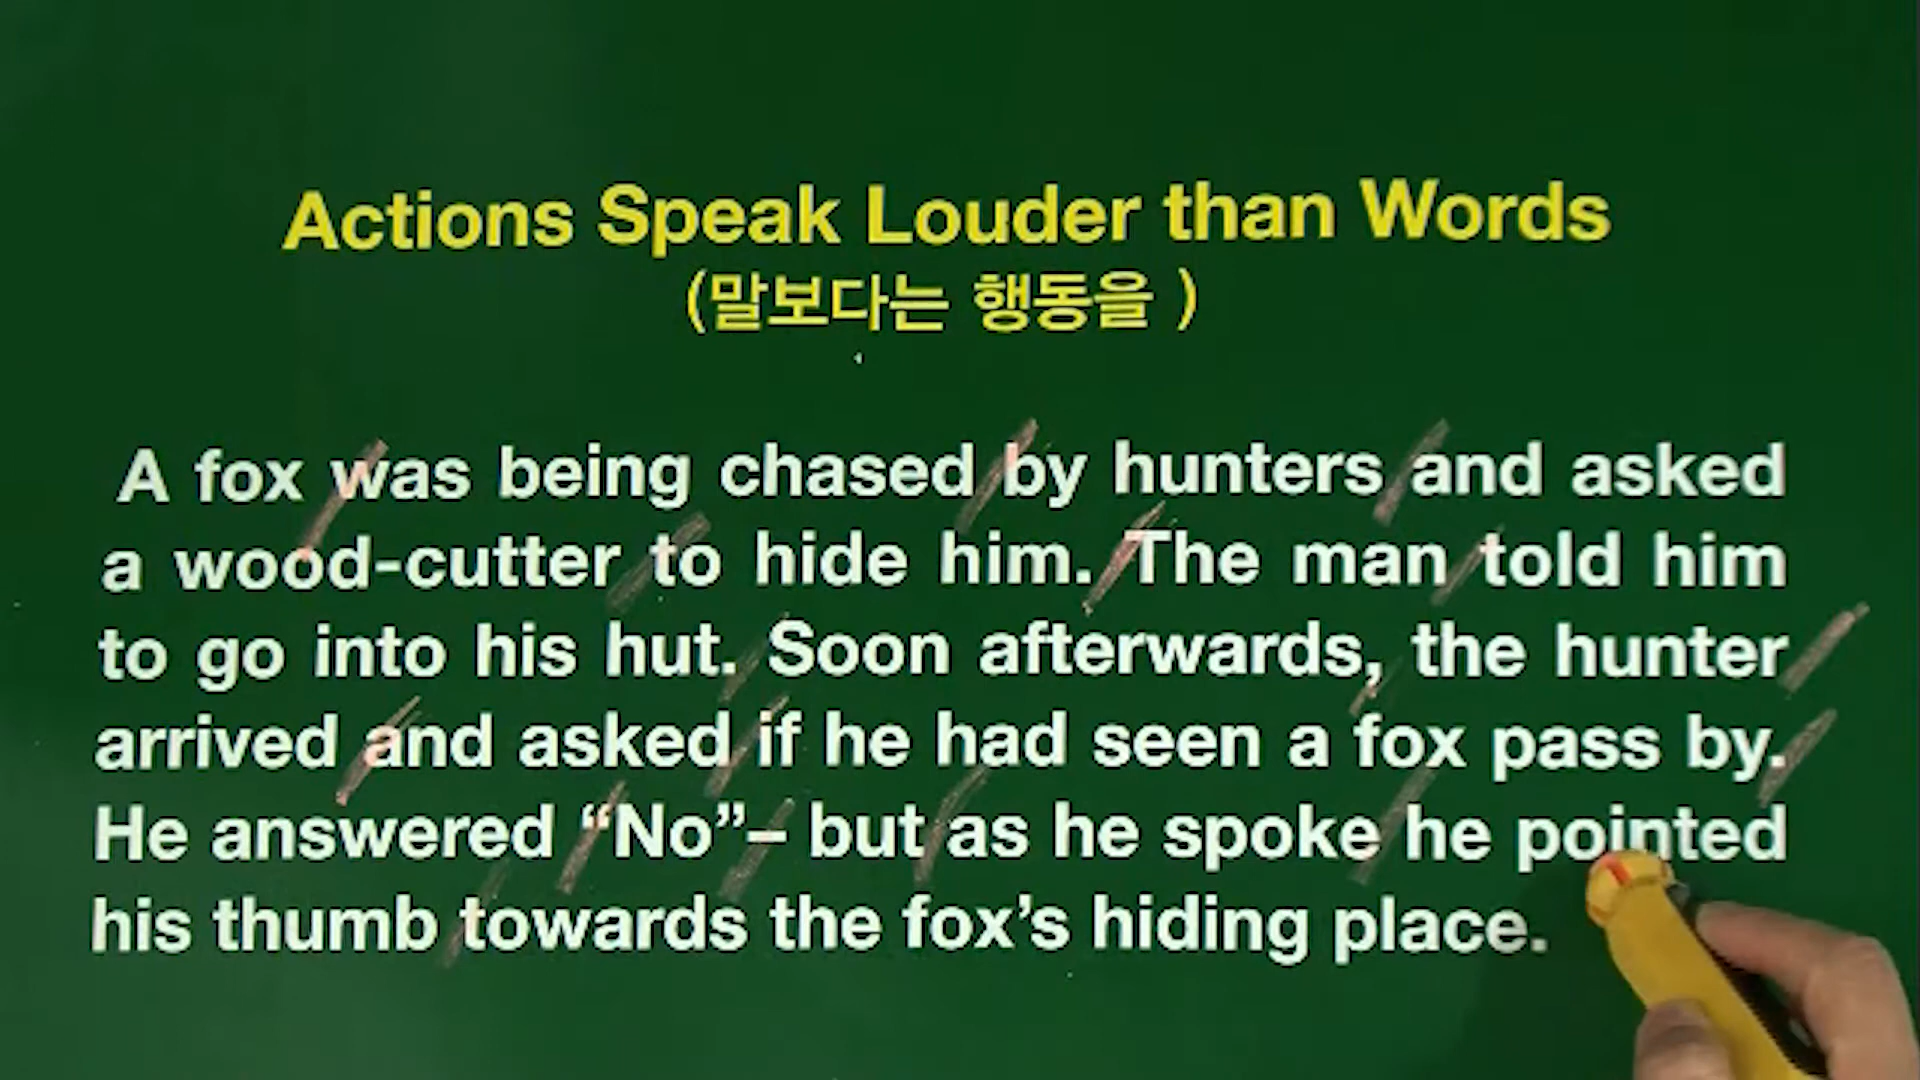 Actions Speak Louder than Words
(말보다는 행동을 )
A fox was being chased by hunters and asked
a wood-cutter to hide him. The man told him
to go into his hut. Soon afterwards, the hunter
arrived and asked if he had seen a fox pass by.
He answered “No”– but as he spoke he pointed
his thumb towards the fox’s hiding place.